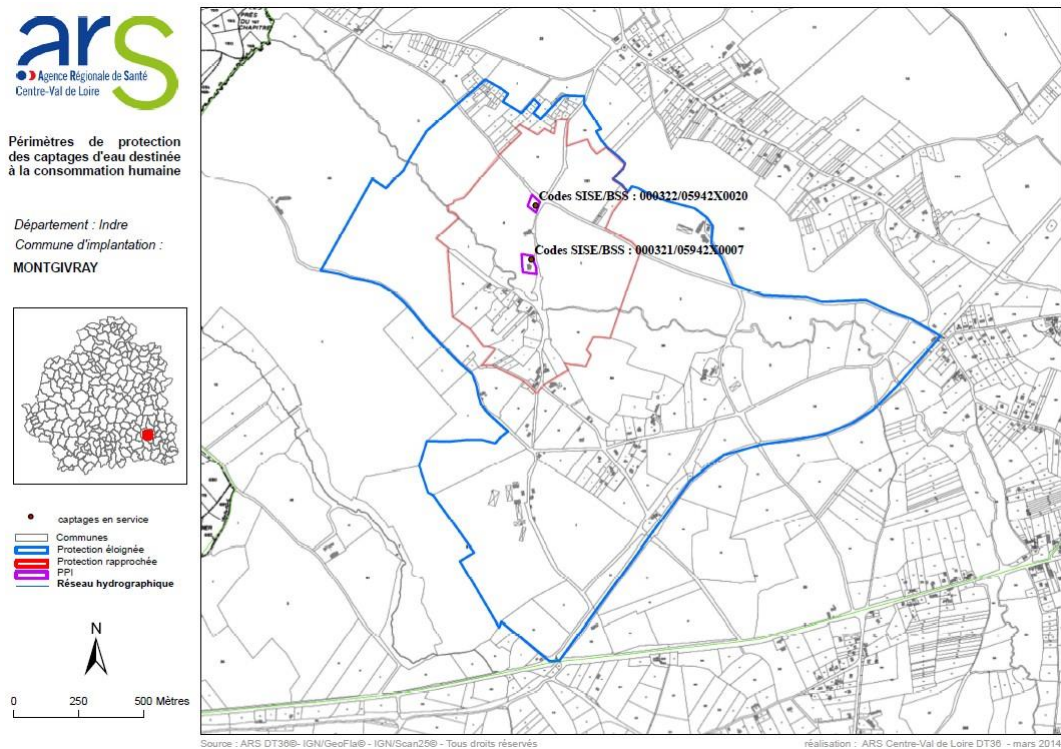 ars
Agence Régionale de Santé
Centre-Val de Loire
Périmètres de protection
des captages d'eau destinée
à la consommation humaine
Département : Indre
Commune d'implantation :
MONTGIVRAY
captages en service
Communes
Protection éloignée
Protection rapprochée
PPI
Réseau hydrographique
N
0 250 500 Mètres
PRÈS
DU
CHAPITRE
Codes SISE/BSS : 000322/05942X0020
Codes SISE/BSS : 000321/05942X0007
Source : ARS DT36®- IGN/GeoFla® - IGN/Scan25® - Tous droits réservés
réalisation : ARS Centre-Val de Loire DT36 - mars 2014